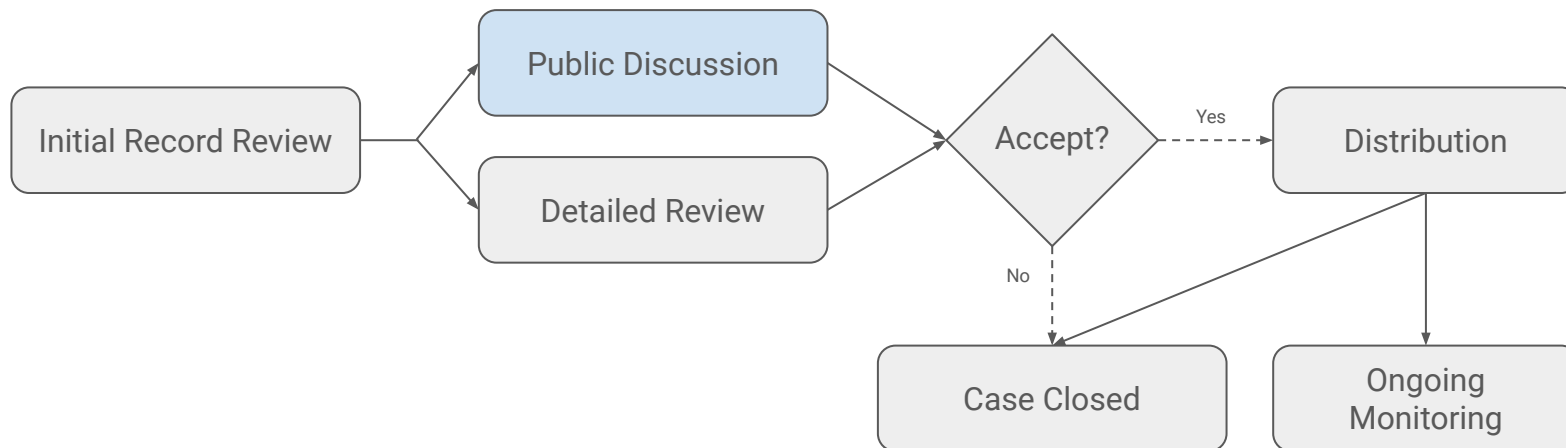 Public Discussion
Initial Record Review
Detailed Review
Accept?
Yes
Distribution
No
Case Closed
Ongoing
Monitoring